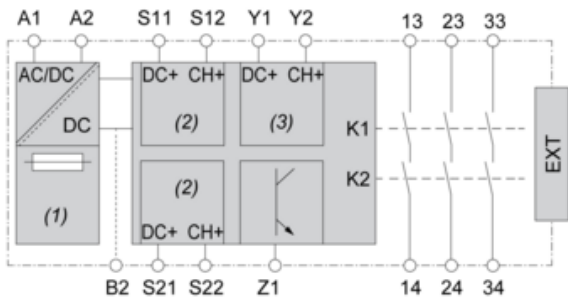 A1 A2 S11 S12 Y1 Y2 13 23 33
AC/DC DC+ CH+ DC+ CH+
DC (2) (3) K1
EXT
(2) K2
(1)
DC+ CH+
B2 S21 S22 Z1 14 24 34